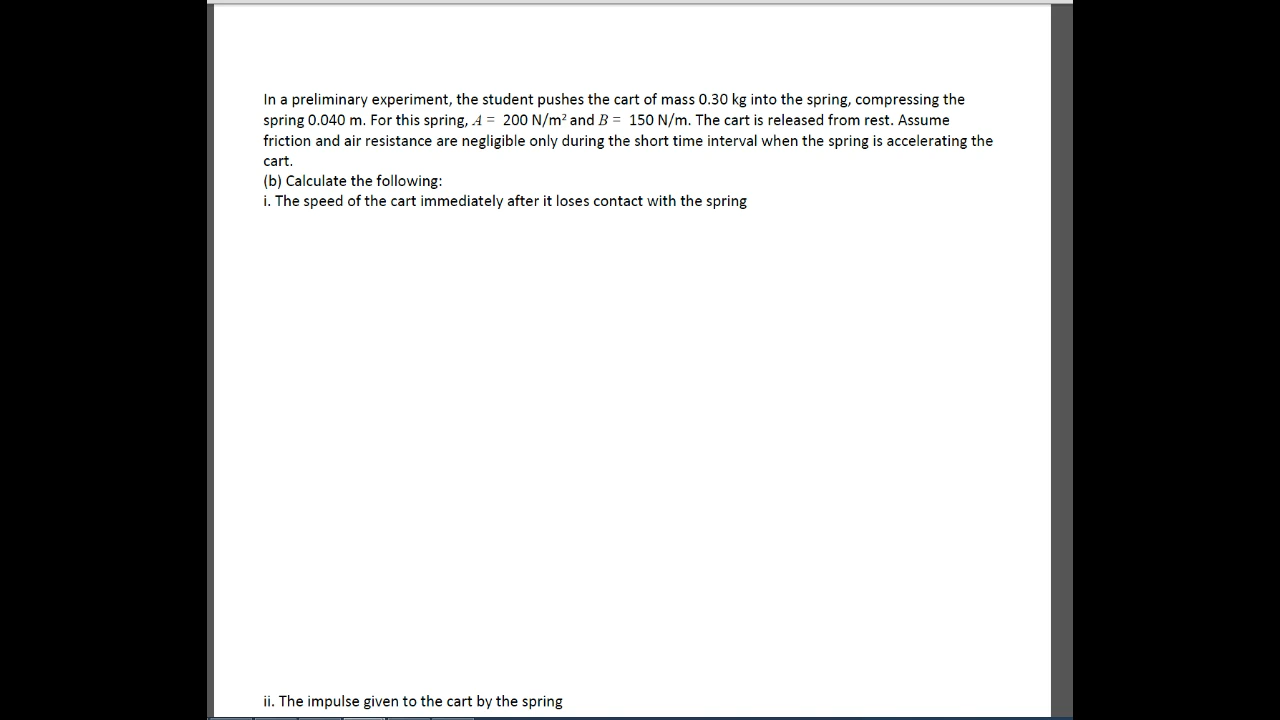 In a preliminary experiment, the student pushes the cart of mass 0.30 kg into the spring, compressing the
spring 0.040 m. For this spring, A = 200 N/m² and B = 150 N/m. The cart is released from rest. Assume
friction and air resistance are negligible only during the short time interval when the spring is accelerating the
cart.
(b) Calculate the following:
i. The speed of the cart immediately after it loses contact with the spring
ii. The impulse given to the cart by the spring